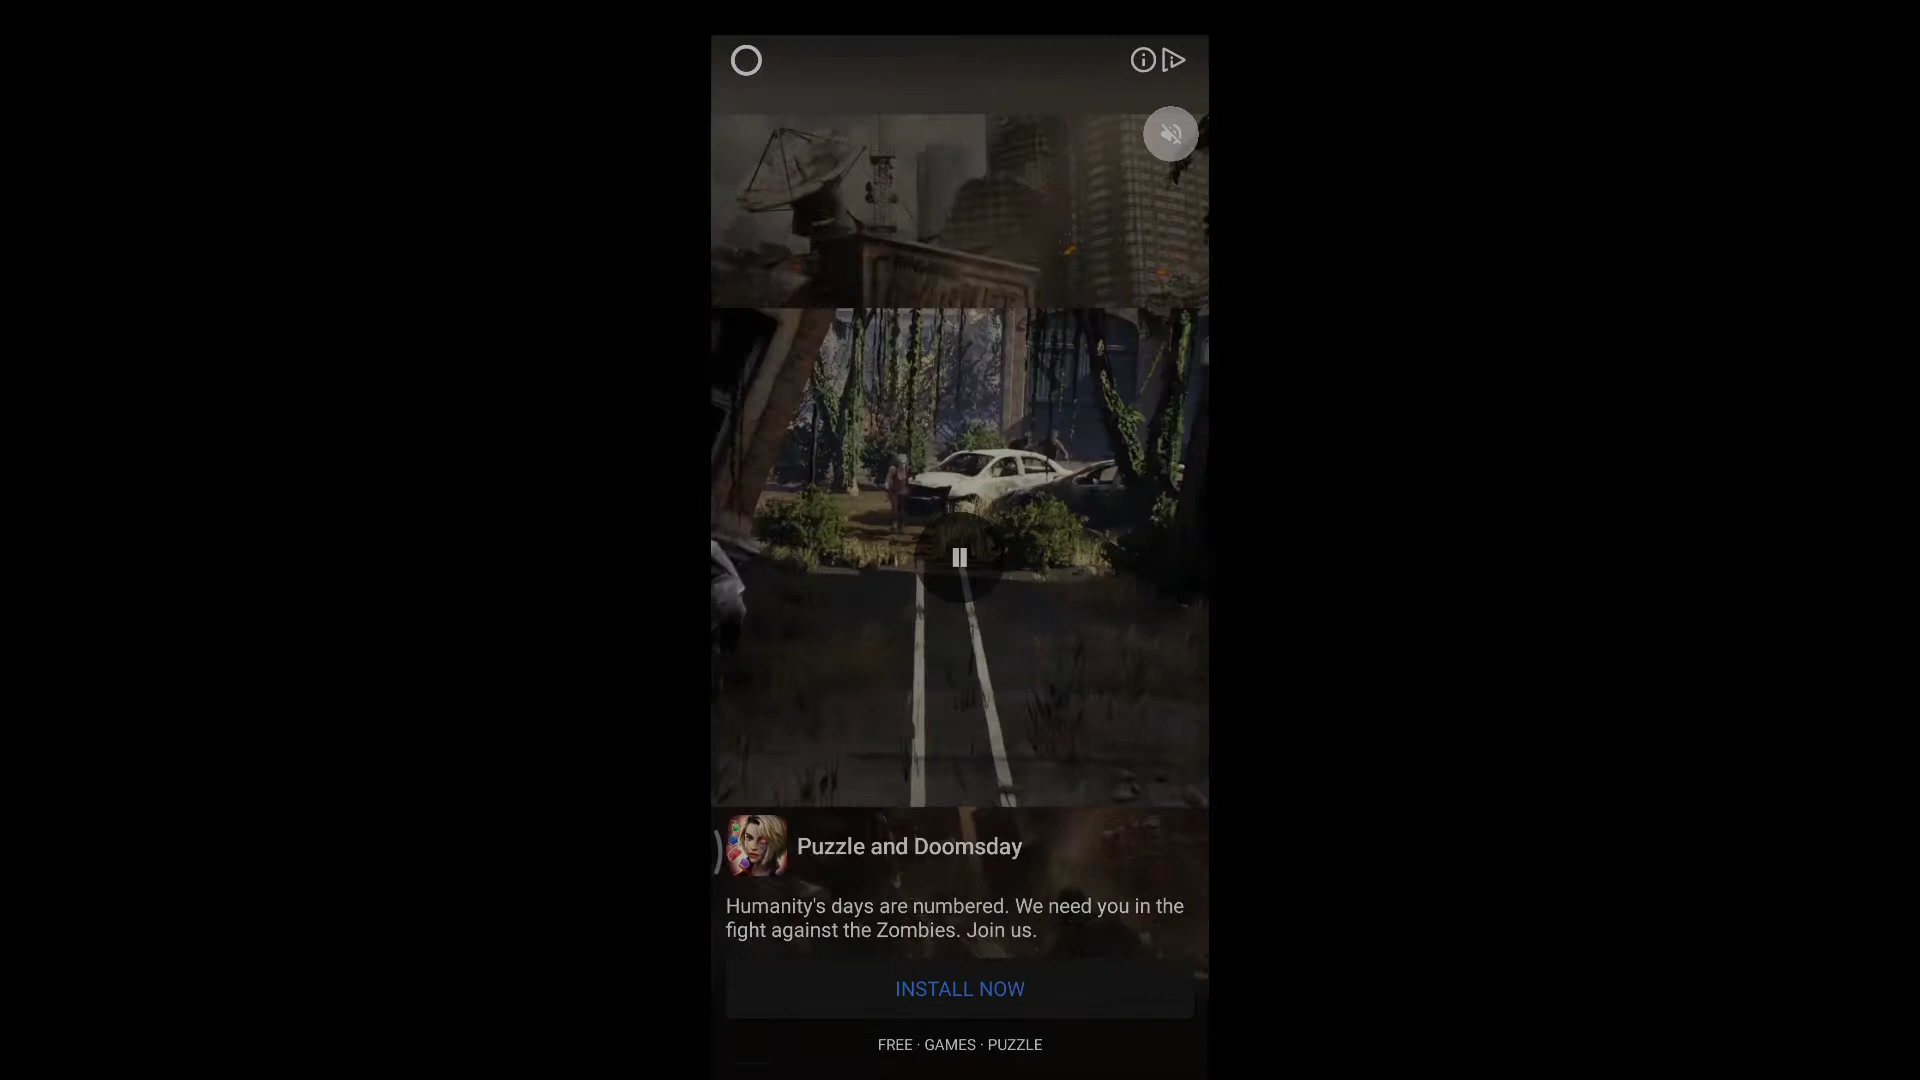 Puzzle and Doomsday
Humanity's days are numbered. We need you in the
fight against the Zombies. Join us.
INSTALL NOW
FREE · GAMES · PUZZLE